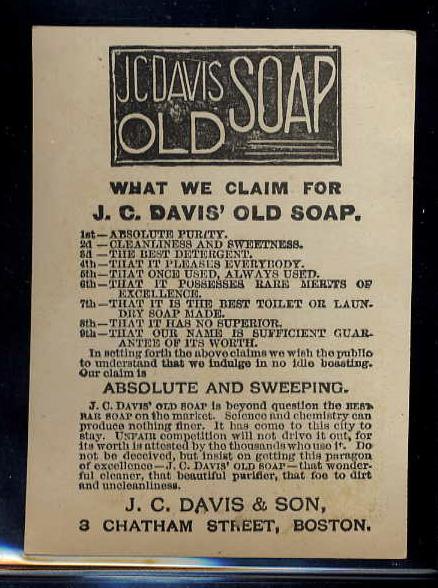 J.C.DAVIS
OLD SOAP
WHAT WE CLAIM FOR
J. C. DAVIS' OLD SOAP.
1st—ABSOLUTE PURITY.
2d—CLEANLINESS AND SWEETNESS.
3d—THE BEST DETERGENT.
4th—THAT IT PLEASES EVERYBODY.
5th—THAT ONCE USED, ALWAYS USED.
6th—THAT IT POSSESSES RARE MERITS OF
EXCELLENCE.
7th—THAT IT IS THE BEST TOILET OR LAUN-
DRY SOAP MADE.
8th—THAT IT HAS NO SUPERIOR.
9th—THAT OUR NAME IS SUFFICIENT GUAR-
ANTEE OF ITS WORTH.
In setting forth the above claims we wish the public
to understand that we indulge in no idle boasting.
Our claim is
ABSOLUTE AND SWEEPING.
J. C. DAVIS' OLD SOAP is beyond question the BEST
BAR SOAP on the market. Science and chemistry can
produce nothing finer. It has come to this city to
stay. UNFAIR competition will not drive it out, for
its worth is attested by the thousands who use it. Do
not be deceived, but insist on getting this paragon
of excellence—J. C. DAVIS' OLD SOAP—that wonder-
ful cleaner, that beautiful purifier, that foe to dirt
and uncleanliness.
J. C. DAVIS & SON,
3 CHATHAM STREET, BOSTON.